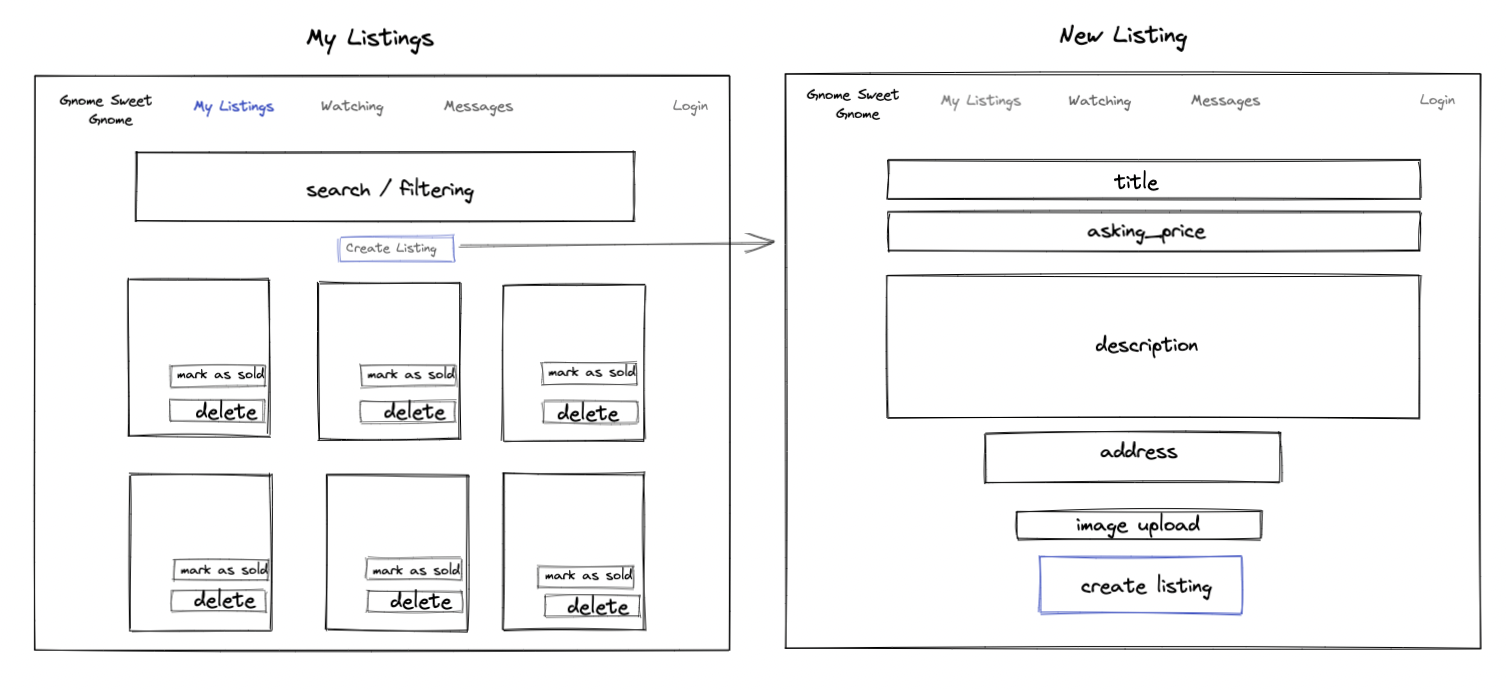 My Listings
Gnome Sweet
Gnome
My Listings
Watching
Messages
Login
search / filtering
Create Listing
mark as sold
delete
mark as sold
delete
mark as sold
delete
mark as sold
delete
mark as sold
delete
mark as sold
delete
New Listing
Gnome Sweet
Gnome
My Listings
Watching
Messages
Login
title
asking_price
description
address
image upload
create listing